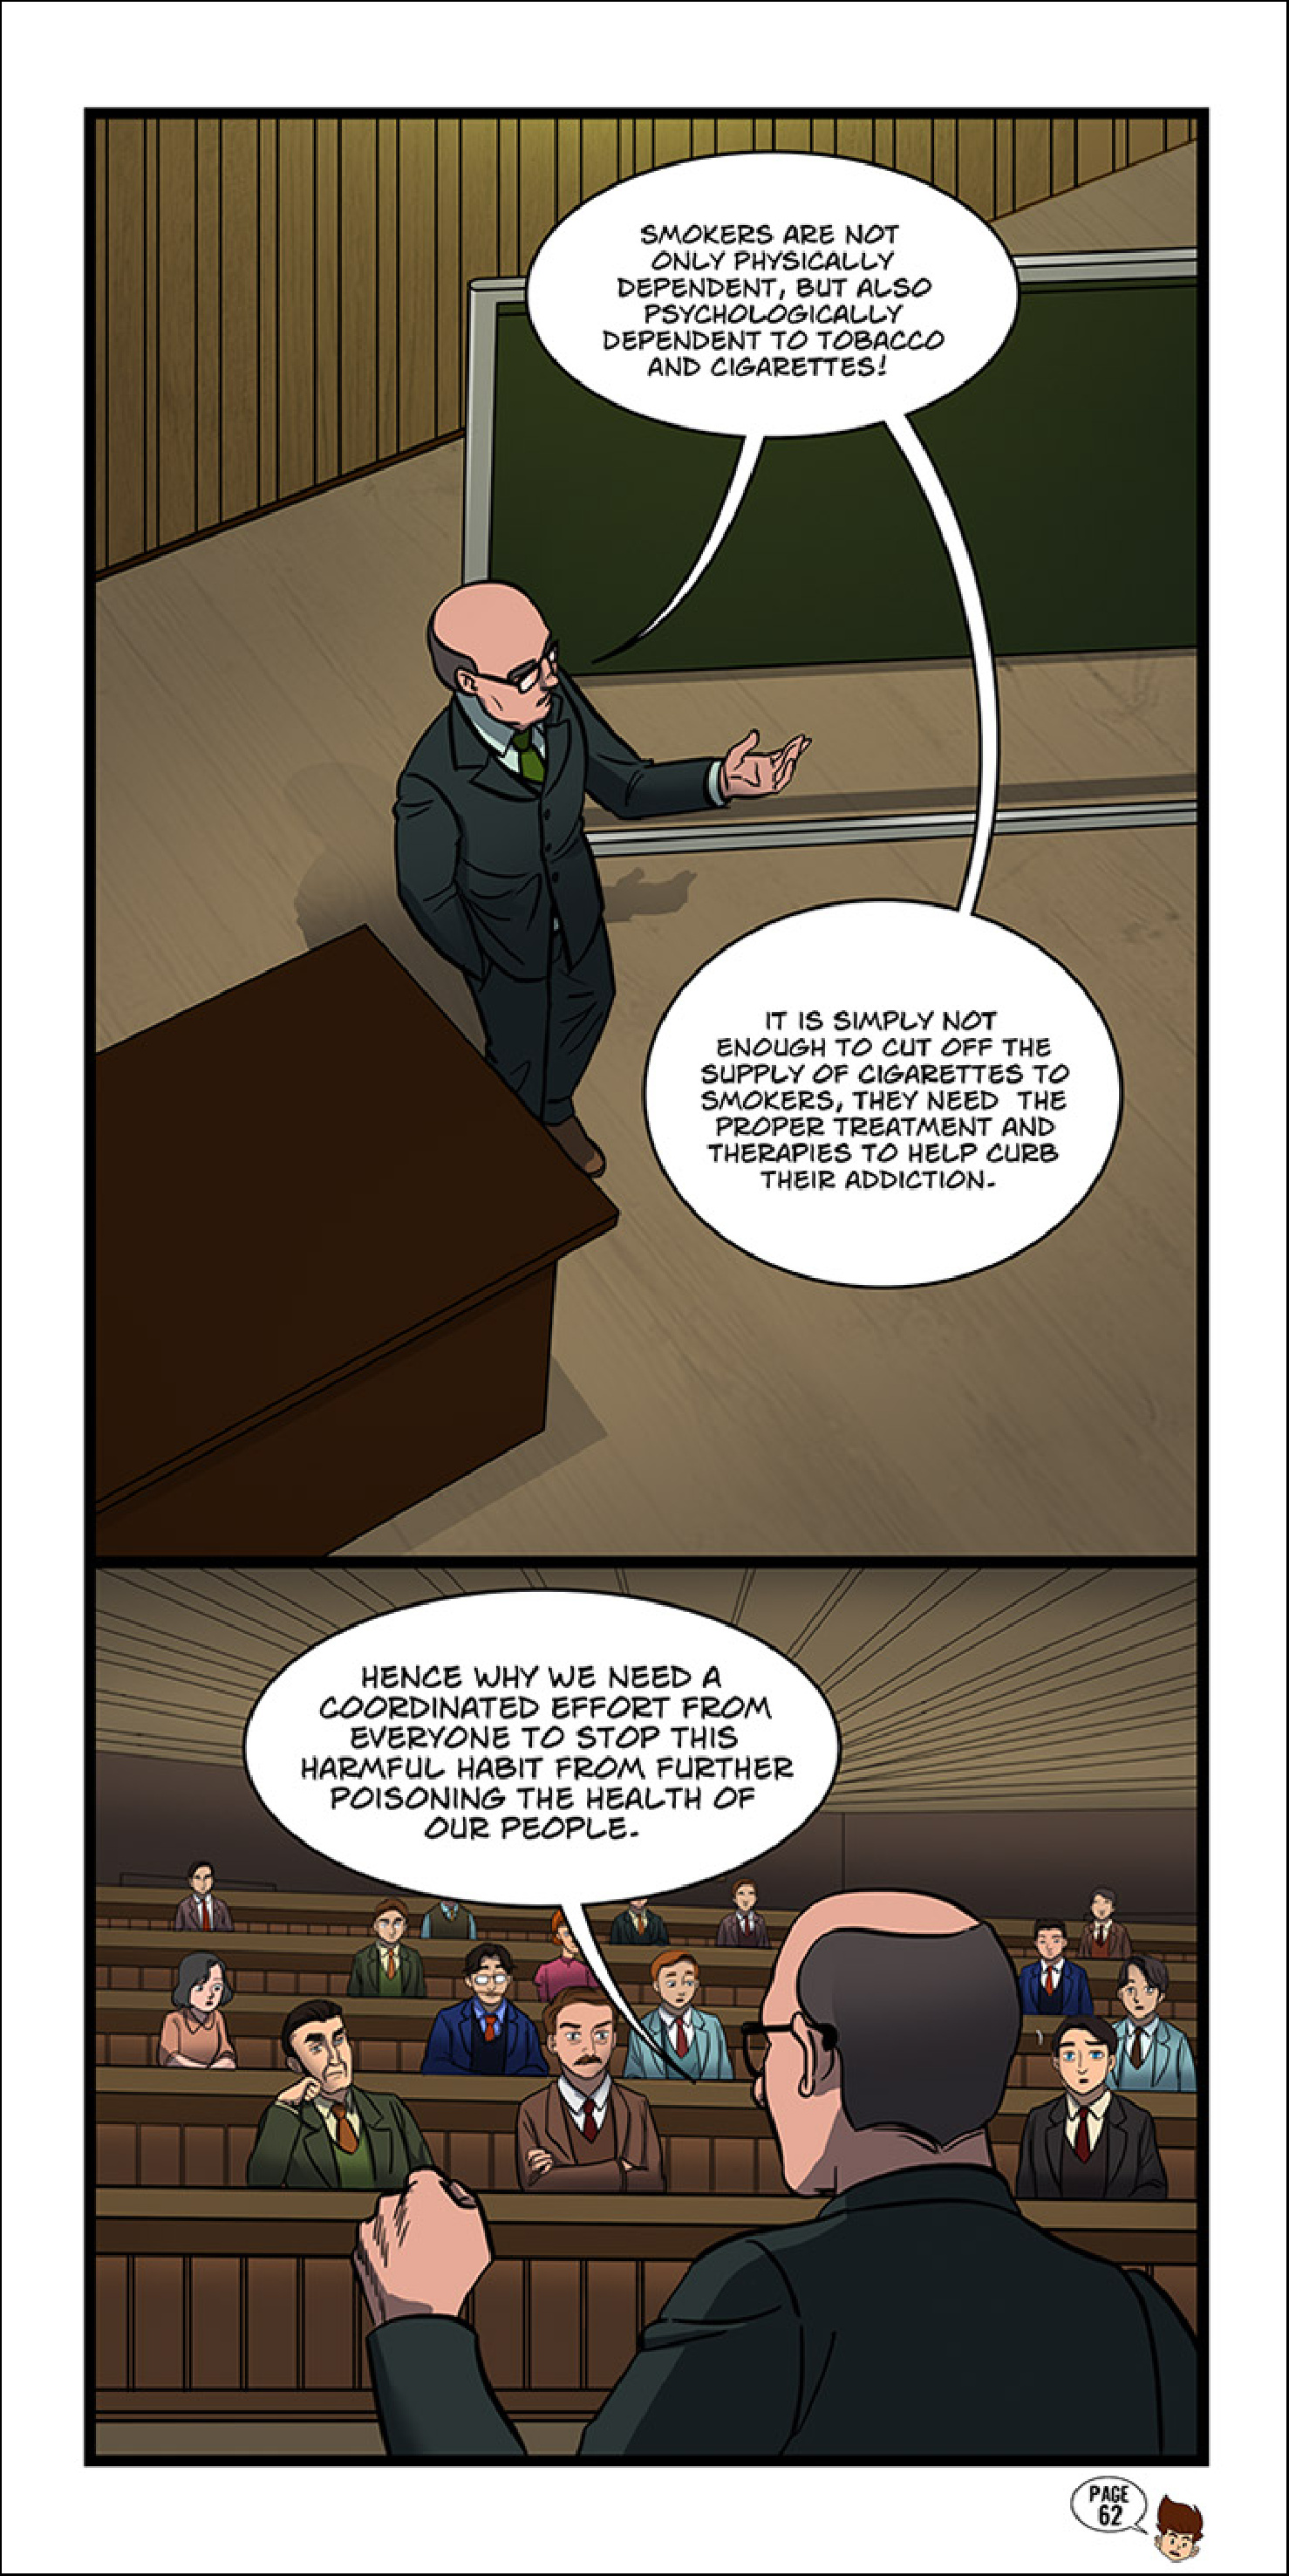 SMOKERS ARE NOT
ONLY PHYSICALLY
DEPENDENT, BUT ALSO
PSYCHOLOGICALLY
DEPENDENT TO TOBACCO
AND CIGARETTES!
IT IS SIMPLY NOT
ENOUGH TO CUT OFF THE
SUPPLY OF CIGARETTES TO
SMOKERS, THEY NEED THE
PROPER TREATMENT AND
THERAPIES TO HELP CURB
THEIR ADDICTION.
HENCE WHY WE NEED A
COORDINATED EFFORT FROM
EVERYONE TO STOP THIS
HARMFUL HABIT FROM FURTHER
POISONING THE HEALTH OF
OUR PEOPLE.
PAGE
62